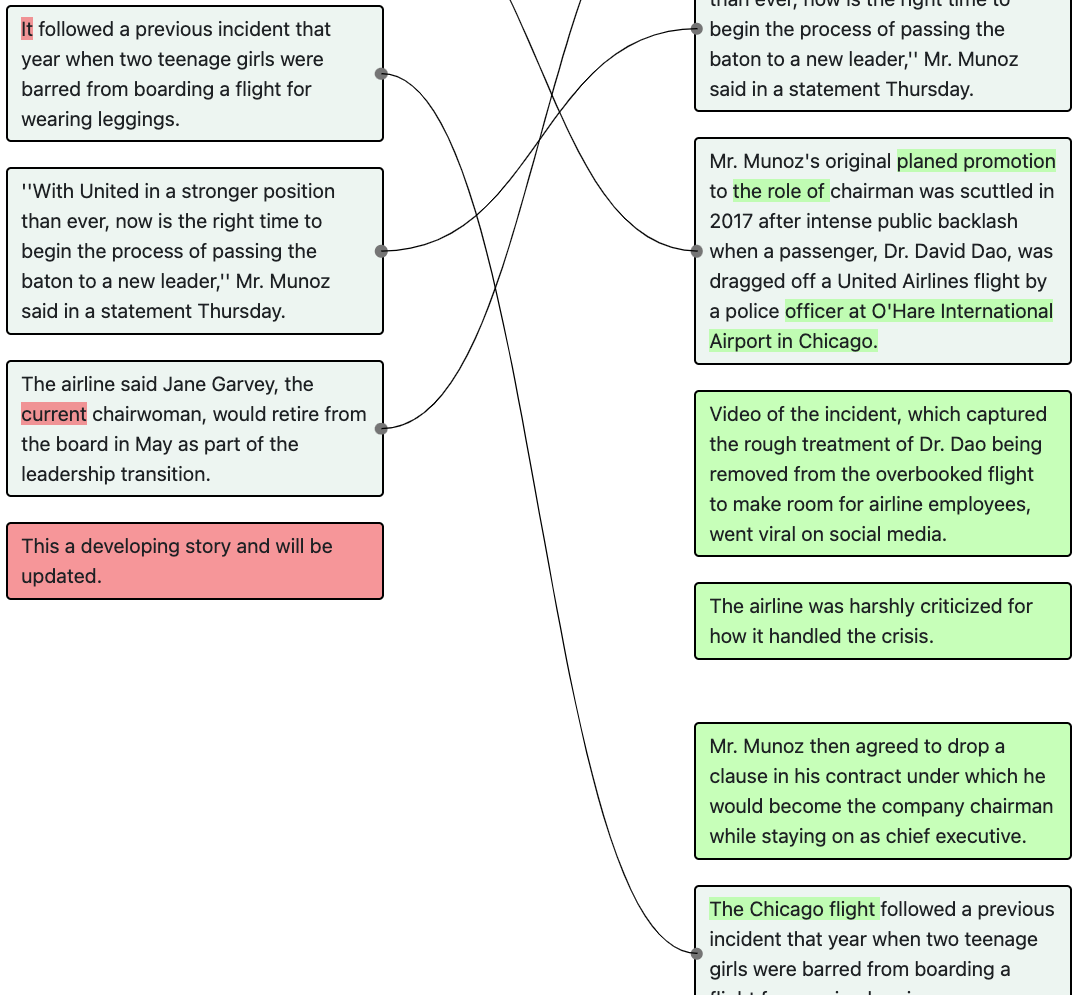 It followed a previous incident that
year when two teenage girls were
barred from boarding a flight for
wearing leggings.
''With United in a stronger position
than ever, now is the right time to
begin the process of passing the
baton to a new leader,'' Mr. Munoz
said in a statement Thursday.
The airline said Jane Garvey, the
current chairwoman, would retire from
the board in May as part of the
leadership transition.
This a developing story and will be
updated.
than ever, now is the right time to
begin the process of passing the
baton to a new leader,'' Mr. Munoz
said in a statement Thursday.
Mr. Munoz's original planed promotion
to the role of chairman was scuttled in
2017 after intense public backlash
when a passenger, Dr. David Dao, was
dragged off a United Airlines flight by
a police officer at O'Hare International
Airport in Chicago.
Video of the incident, which captured
the rough treatment of Dr. Dao being
removed from the overbooked flight
to make room for airline employees,
went viral on social media.
The airline was harshly criticized for
how it handled the crisis.
Mr. Munoz then agreed to drop a
clause in his contract under which he
would become the company chairman
while staying on as chief executive.
The Chicago flight followed a previous
incident that year when two teenage
girls were barred from boarding a